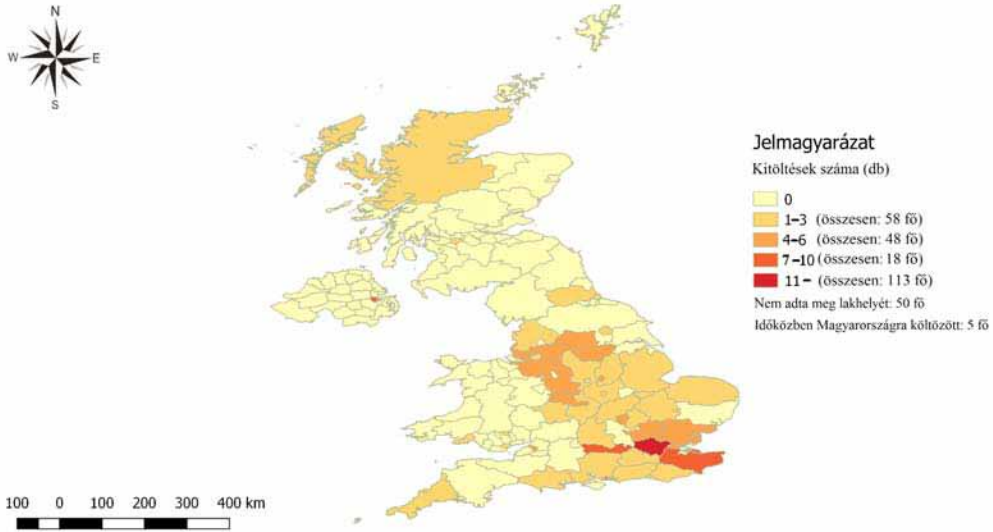 N
W E
S
Jelmagyarázat
Kitöltések száma (db)
0
1-3 (összesen: 58 fő)
4-6 (összesen: 48 fő)
7-10 (összesen: 18 fő)
11- (összesen: 113 fő)
Nem adta meg lakhelyét: 50 fő
Időközben Magyarországra költözött: 5 fő
100 0 100 200 300 400 km